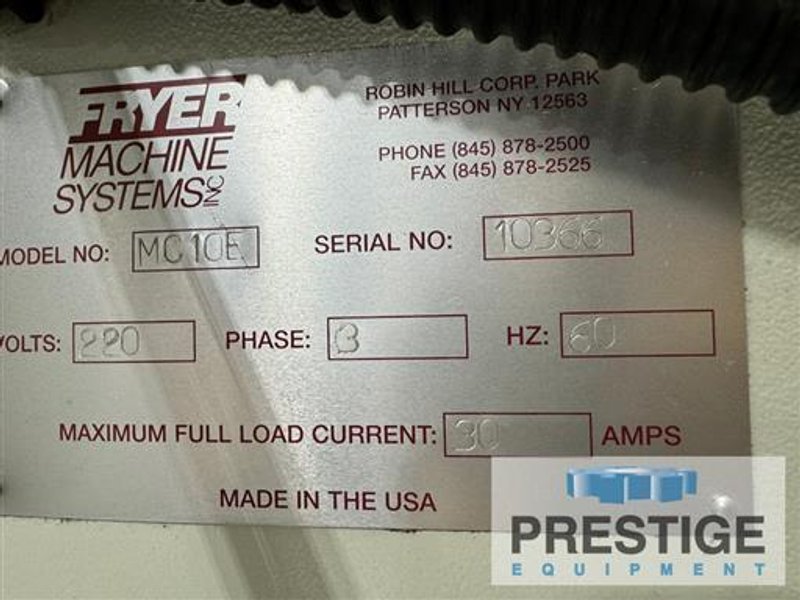 FRYER
MACHINE
SYSTEMS INC
ROBIN HILL CORP. PARK
PATTERSON NY 12563
PHONE (845) 878-2500
FAX (845) 878-2525
MODEL NO: MC10E SERIAL NO: 10366
VOLTS: 220 PHASE: 3 HZ: 60
MAXIMUM FULL LOAD CURRENT: 30 AMPS
MADE IN THE USA
PRESTIGE
EQUIPMENT